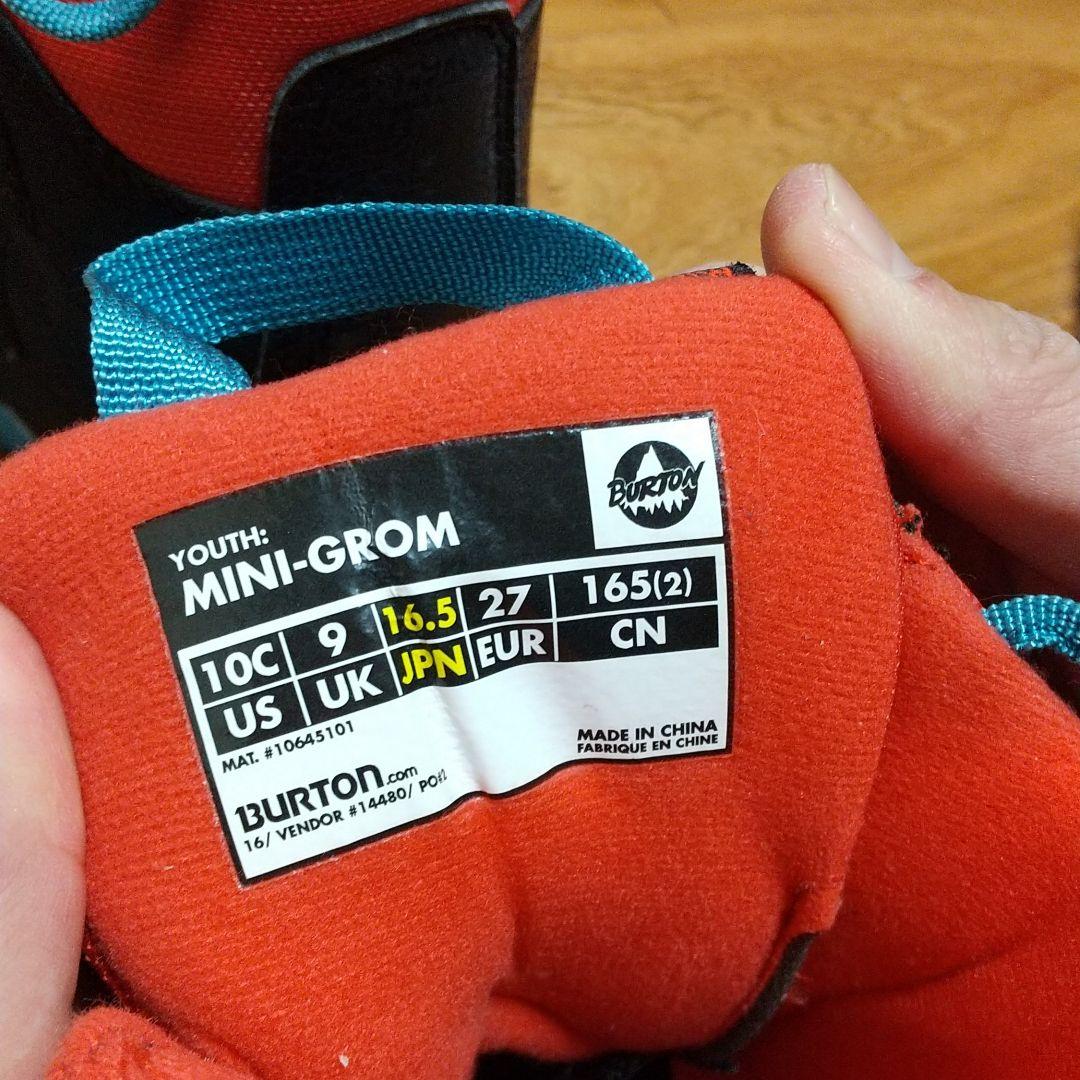 YOUTH:
MINI-GROM
BURTON
10C 9 16.5 27 165(2)
US UK JPN EUR CN
MAT. #10645101
MADE IN CHINA
FABRIQUE EN CHINE
BURTON.com
16/ VENDOR #14480/ PO#2